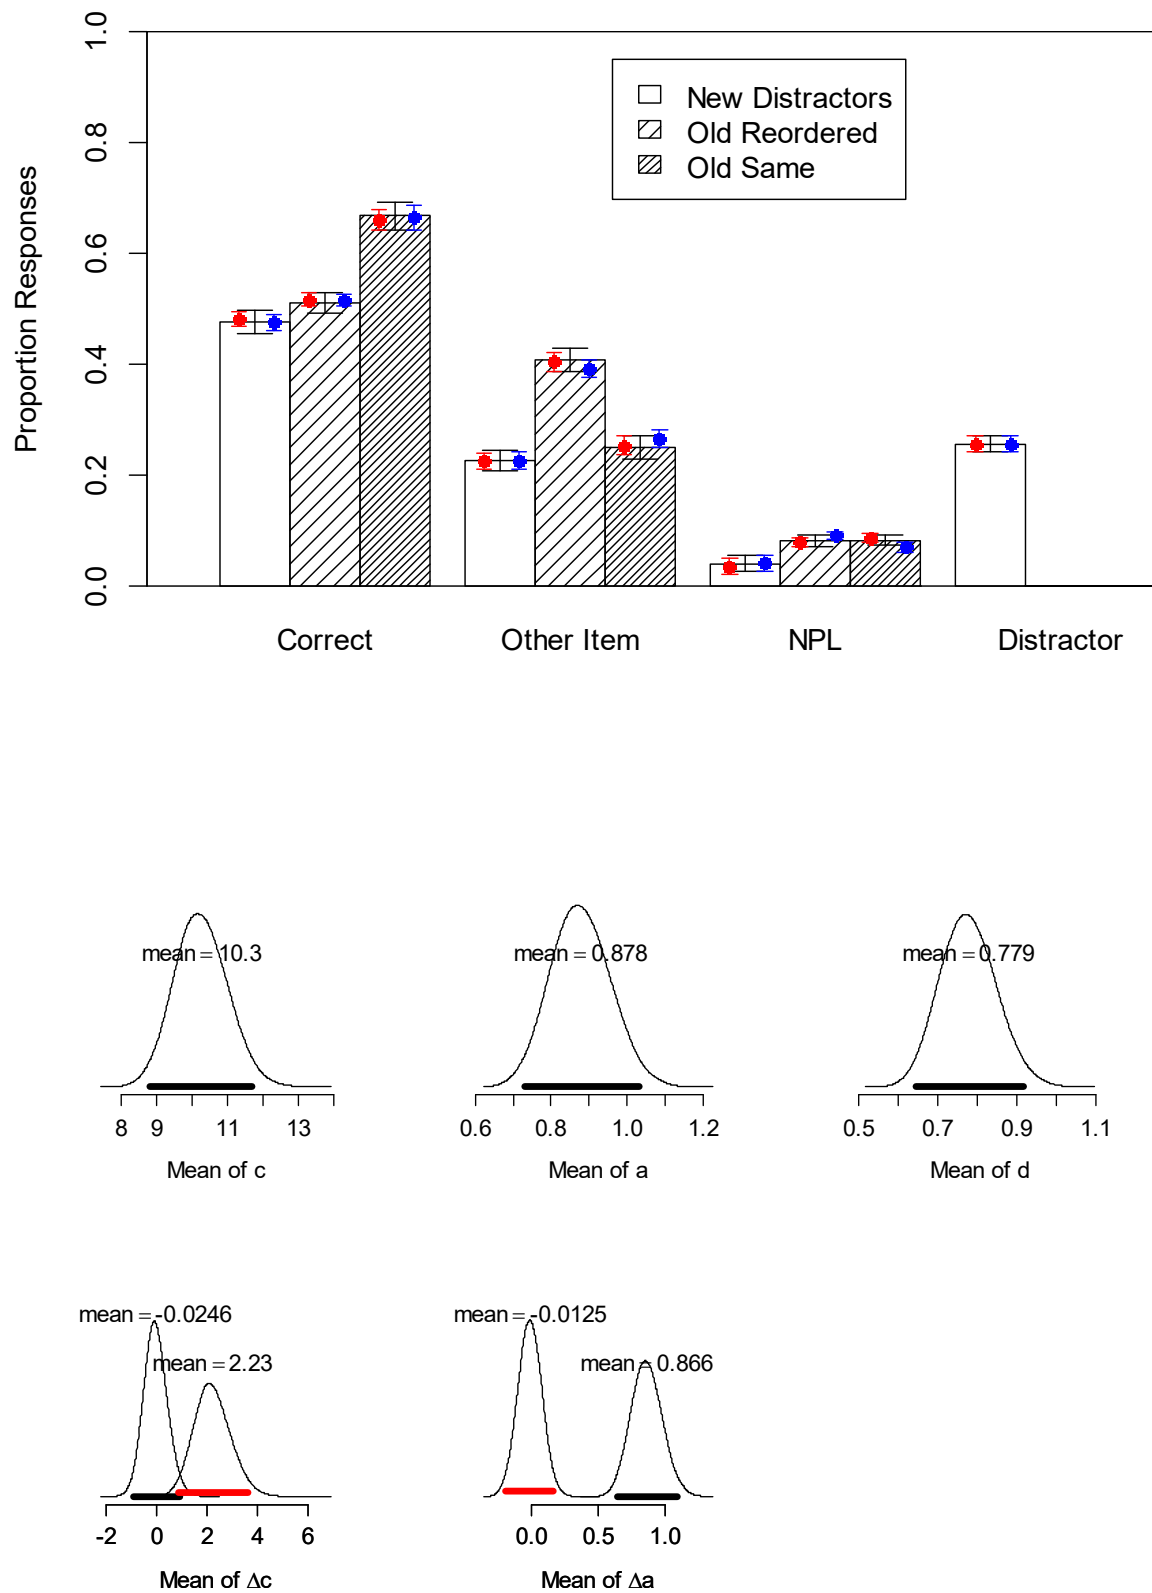 1.0
0.8
0.6
0.4
0.2
0.0
Proportion Responses
New Distractors
Old Reordered
Old Same
Correct Other Item NPL Distractor
mean = 10.3
8 9 11 13
Mean of c
mean = 0.878
0.6 0.8 1.0 1.2
Mean of a
mean = 0.779
0.5 0.7 0.9 1.1
Mean of d
mean = -0.0246
mean = 2.23
-2 0 2 4 6
Mean of Δc
mean = -0.0125
mean = 0.866
0.0 0.5 1.0
Mean of Δa